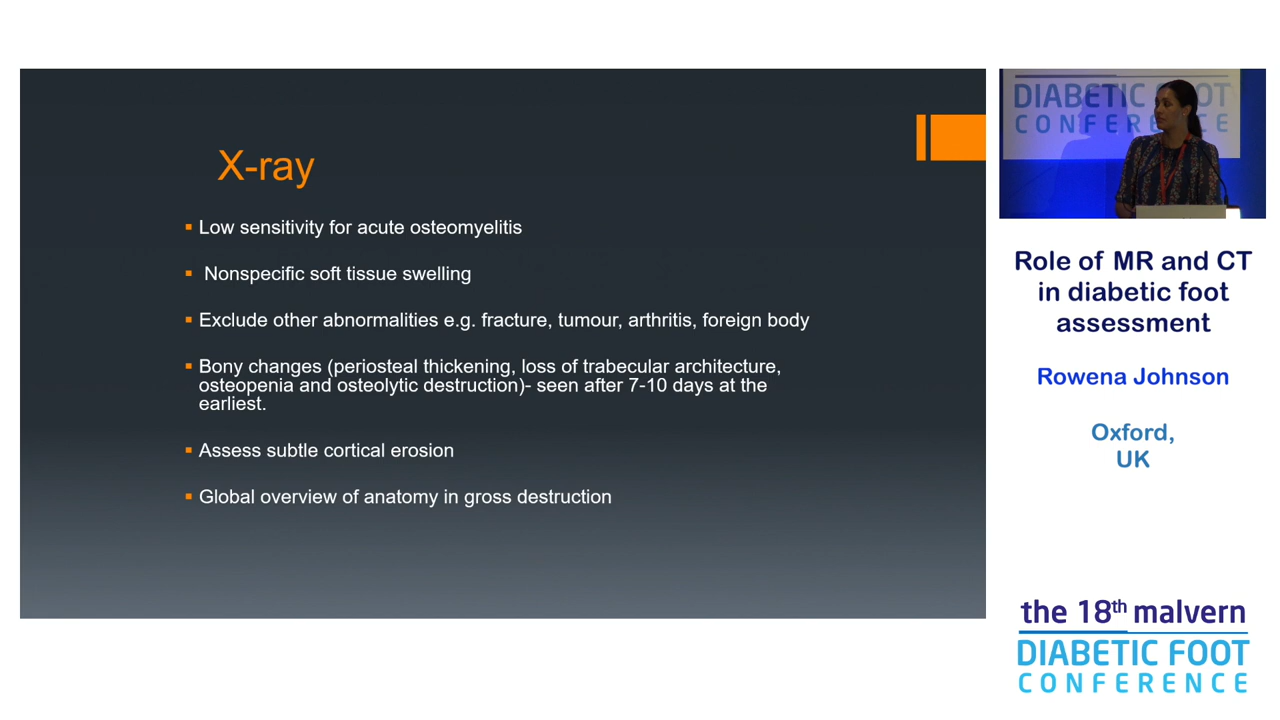 X-ray
Low sensitivity for acute osteomyelitis
Nonspecific soft tissue swelling
Exclude other abnormalities e.g. fracture, tumour, arthritis, foreign body
Bony changes (periosteal thickening, loss of trabecular architecture,
osteopenia and osteolytic destruction)- seen after 7-10 days at the
earliest.
Assess subtle cortical erosion
Global overview of anatomy in gross destruction
DIABETIC FOOT
CONFERENCE
Role of MR and CT
in diabetic foot
assessment
Rowena Johnson
Oxford,
UK
the 18th malvern
DIABETIC FOOT
CONFERENCE